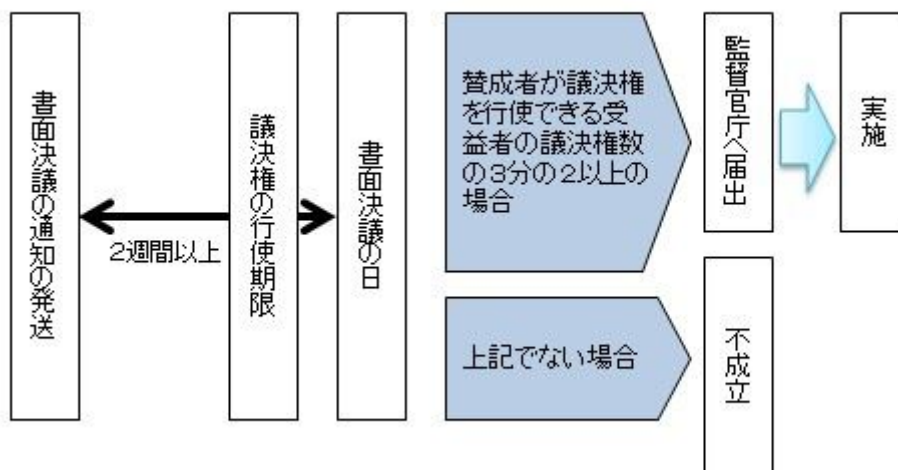 書面決議の通知の発送
2週間以上
議決権の行使期限
書面決議の日
賛成者が議決権
を行使できる受
益者の議決権数
の3分の2以上の
場合
監督官庁へ届出
実施
上記でない場合
不成立